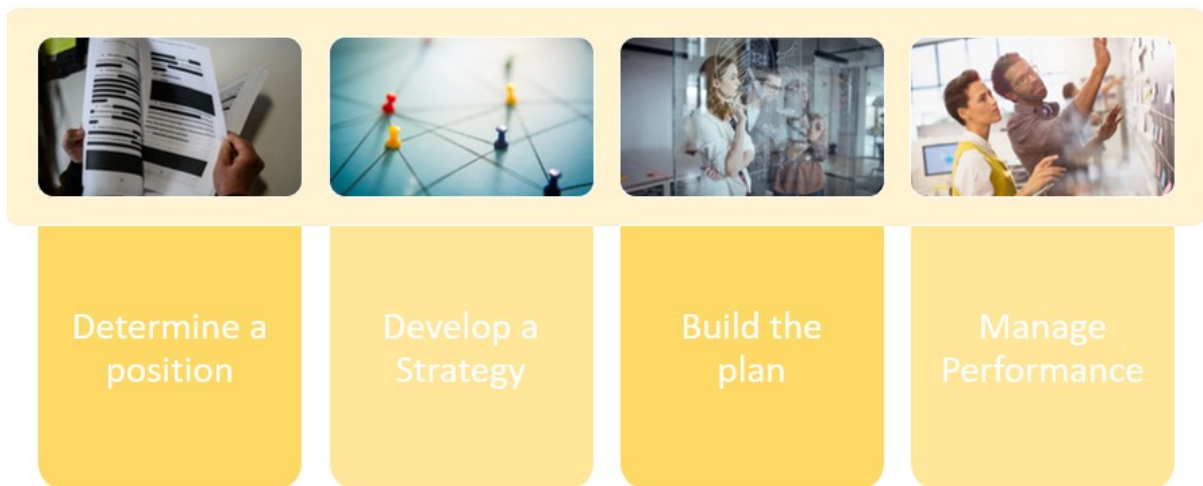 Determine a
position
Develop a
Strategy
Build the
plan
Manage
Performance